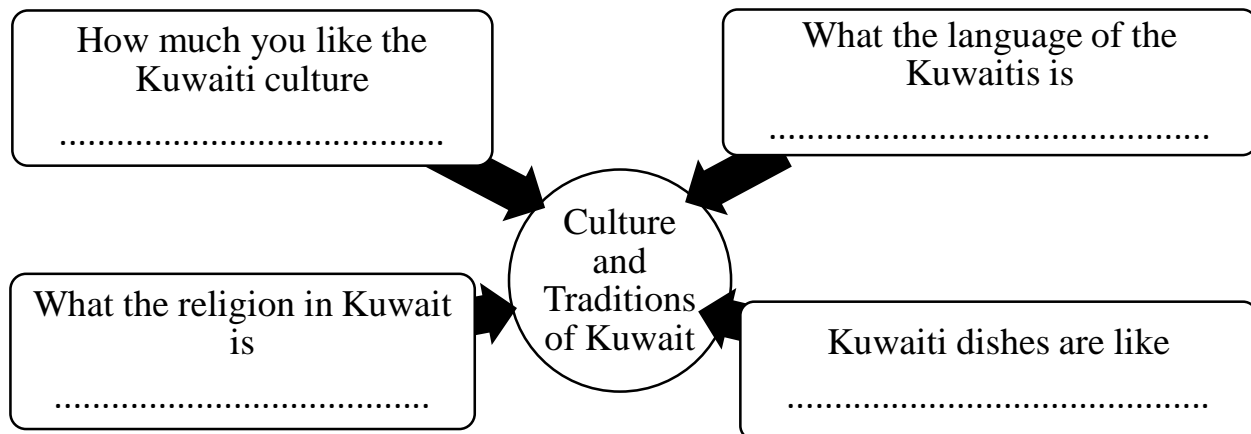 How much you like the
Kuwaiti culture
............................................
What the language of the
Kuwaitis is
..................................................
Culture
and
Traditions
of Kuwait
What the religion in Kuwait
is
............................................
Kuwaiti dishes are like
..................................................